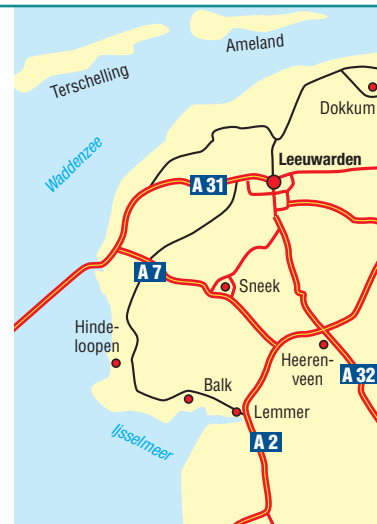 Ameland
Terschelling
Dokkum
Waddenzee
Leeuwarden
A 31
A 7
Sneek
Hinde-
loopen
Heeren-
veen
A 32
Balk
Lemmer
Ijsselmeer
A 2